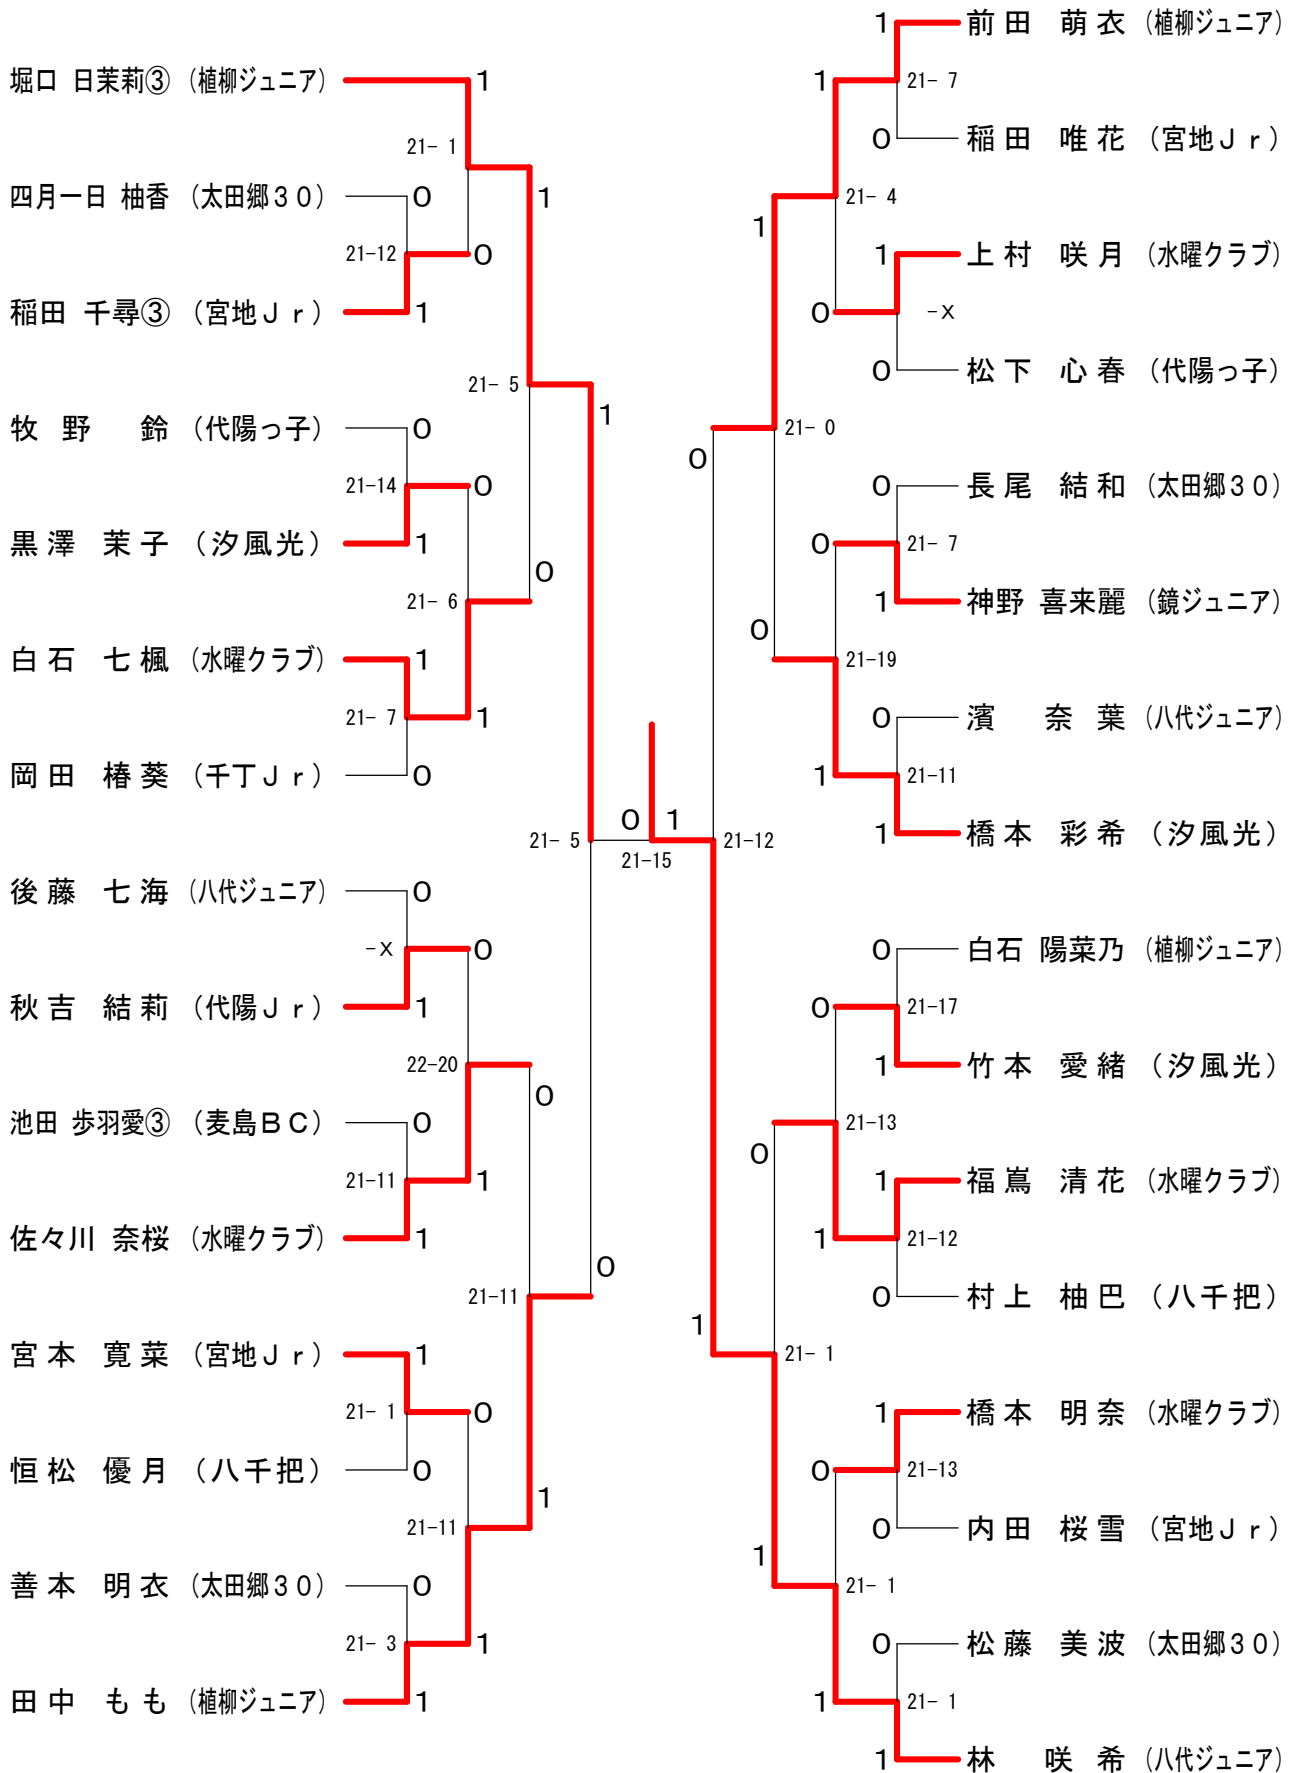 堀口 日茉莉③ (植柳ジュニア)
1
21- 1
四月一日 柚香 (太田郷30)
0
1
21-12
0
稲田 千尋③ (宮地Jr)
1
21- 5
1
牧野 鈴 (代陽っ子)
0
21-14
0
黒澤 茉子 (汐風光)
1
0
21- 6
白石 七楓 (水曜クラブ)
1
21- 7
1
岡田 椿葵 (千丁Jr)
0
21- 5
0
1
21-15
21-12
後藤 七海 (八代ジュニア)
0
-X
0
秋吉 結莉 (代陽Jr)
1
22-20
0
池田 歩羽愛③ (麦島BC)
0
21-11
1
佐々川 奈桜 (水曜クラブ)
1
0
21-11
宮本 寛菜 (宮地Jr)
1
21- 1
0
恒松 優月 (八千把)
0
1
21-11
善本 明衣 (太田郷30)
0
21- 3
1
田中 もも (植柳ジュニア)
1
1
前田 萌衣 (植柳ジュニア)
1
21- 7
0
稲田 唯花 (宮地Jr)
21- 4
1
1
上村 咲月 (水曜クラブ)
0
-X
0
松下 心春 (代陽っ子)
21- 0
0
0
長尾 結和 (太田郷30)
0
21- 7
1
神野 喜来麗 (鏡ジュニア)
0
21-19
0
濱 奈葉 (八代ジュニア)
1
21-11
1
橋本 彩希 (汐風光)
0
白石 陽菜乃 (植柳ジュニア)
0
21-17
1
竹本 愛緒 (汐風光)
21-13
0
1
福嶌 清花 (水曜クラブ)
1
21-12
0
村上 柚巴 (八千把)
1
21- 1
1
橋本 明奈 (水曜クラブ)
0
21-13
0
内田 桜雪 (宮地Jr)
1
21- 1
0
松藤 美波 (太田郷30)
1
21- 1
1
林 咲希 (八代ジュニア)